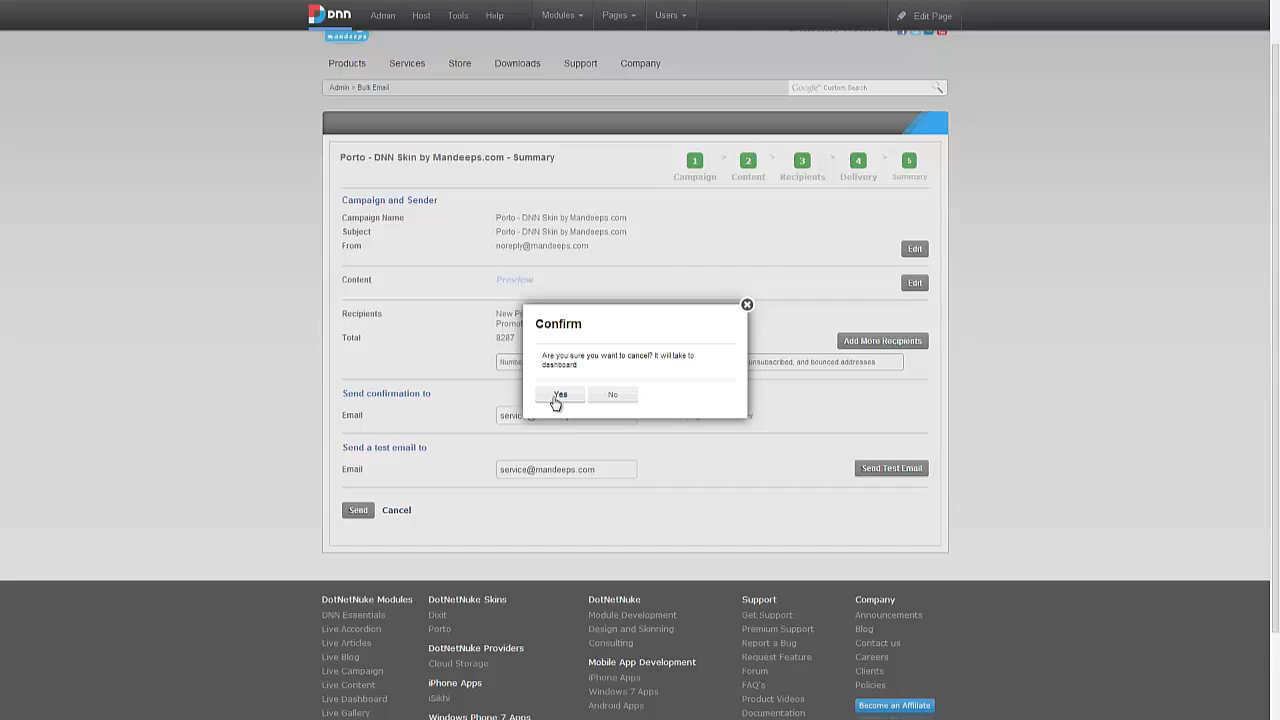 DNN Admin Host Tools Help Modules Pages Users Edit Page
mandeeps
Products Services Store Downloads Support Company
Admin > Bulk Email Google™ Custom Search
Porto - DNN Skin by Mandeeps.com - Summary
1 > 2 > 3 > 4 > 5
Campaign Content Recipients Delivery Summary
Campaign and Sender
Campaign Name Porto - DNN Skin by Mandeeps.com
Subject Porto - DNN Skin by Mandeeps.com
From noreply@mandeeps.com Edit
Content Preview Edit
Recipients New
Promo
Total 8287 Add More Recipients
unsubscribed, and bounced addresses
Confirm
Are you sure you want to cancel? It will take to
dashboard
Yes No
Send confirmation to
Email
Send a test email to
Email service@mandeeps.com Send Test Email
Send Cancel
DotNetNuke Modules
DNN Essentials
Live Accordion
Live Articles
Live Blog
Live Campaign
Live Content
Live Dashboard
Live Gallery
DotNetNuke Skins
Dixit
Porto
DotNetNuke Providers
Cloud Storage
iPhone Apps
iSikhi
Windows Phone 7 Apps
DotNetNuke
Module Development
Design and Skinning
Consulting
Mobile App Development
iPhone Apps
Windows 7 Apps
Android Apps
Support
Get Support
Premium Support
Report a Bug
Request Feature
Forum
FAQ's
Product Videos
Documentation
Company
Announcements
Blog
Contact us
Careers
Clients
Policies
Become an Affiliate